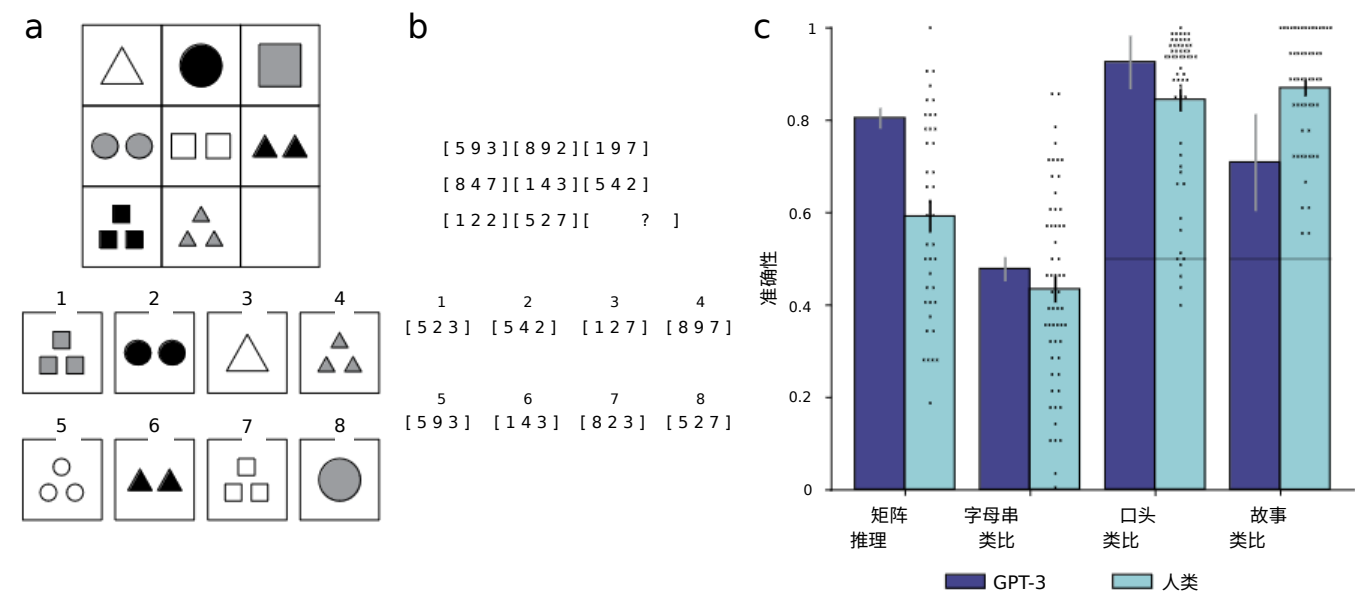 a
1 2 3 4
5 6 7 8
b
[ 5 9 3 ] [ 8 9 2 ] [ 1 9 7 ]
[ 8 4 7 ] [ 1 4 3 ] [ 5 4 2 ]
[ 1 2 2 ] [ 5 2 7 ] [ ? ]
1 2 3 4
[ 5 2 3 ] [ 5 4 2 ] [ 1 2 7 ] [ 8 9 7 ]
5 6 7 8
[ 5 9 3 ] [ 1 4 3 ] [ 8 2 3 ] [ 5 2 7 ]
c
准确性
1
0.8
0.6
0.4
0.2
0
矩阵
推理
字母串
类比
口头
类比
故事
类比
GPT-3 人类